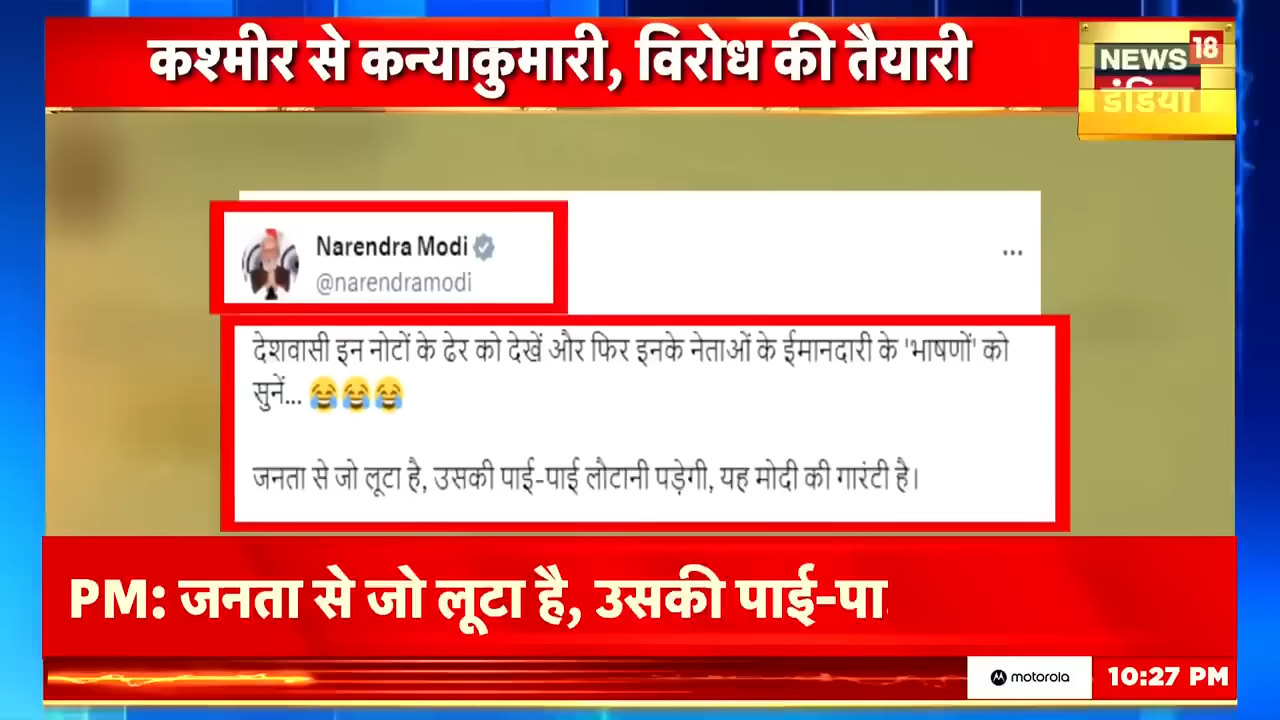 कश्मीर से कन्याकुमारी, विरोध की तैयारी
NEWS 18
इंडिया
Narendra Modi
@narendramodi
देशवासी इन नोटों के ढेर को देखें और फिर इनके नेताओं के ईमानदारी के 'भाषणों' को
सुनें... 😂😂😂
जनता से जो लूटा है, उसकी पाई-पाई लौटानी पड़ेगी, यह मोदी की गारंटी है।
PM: जनता से जो लूटा है, उसकी पाई-पा
motorola
10:27 PM